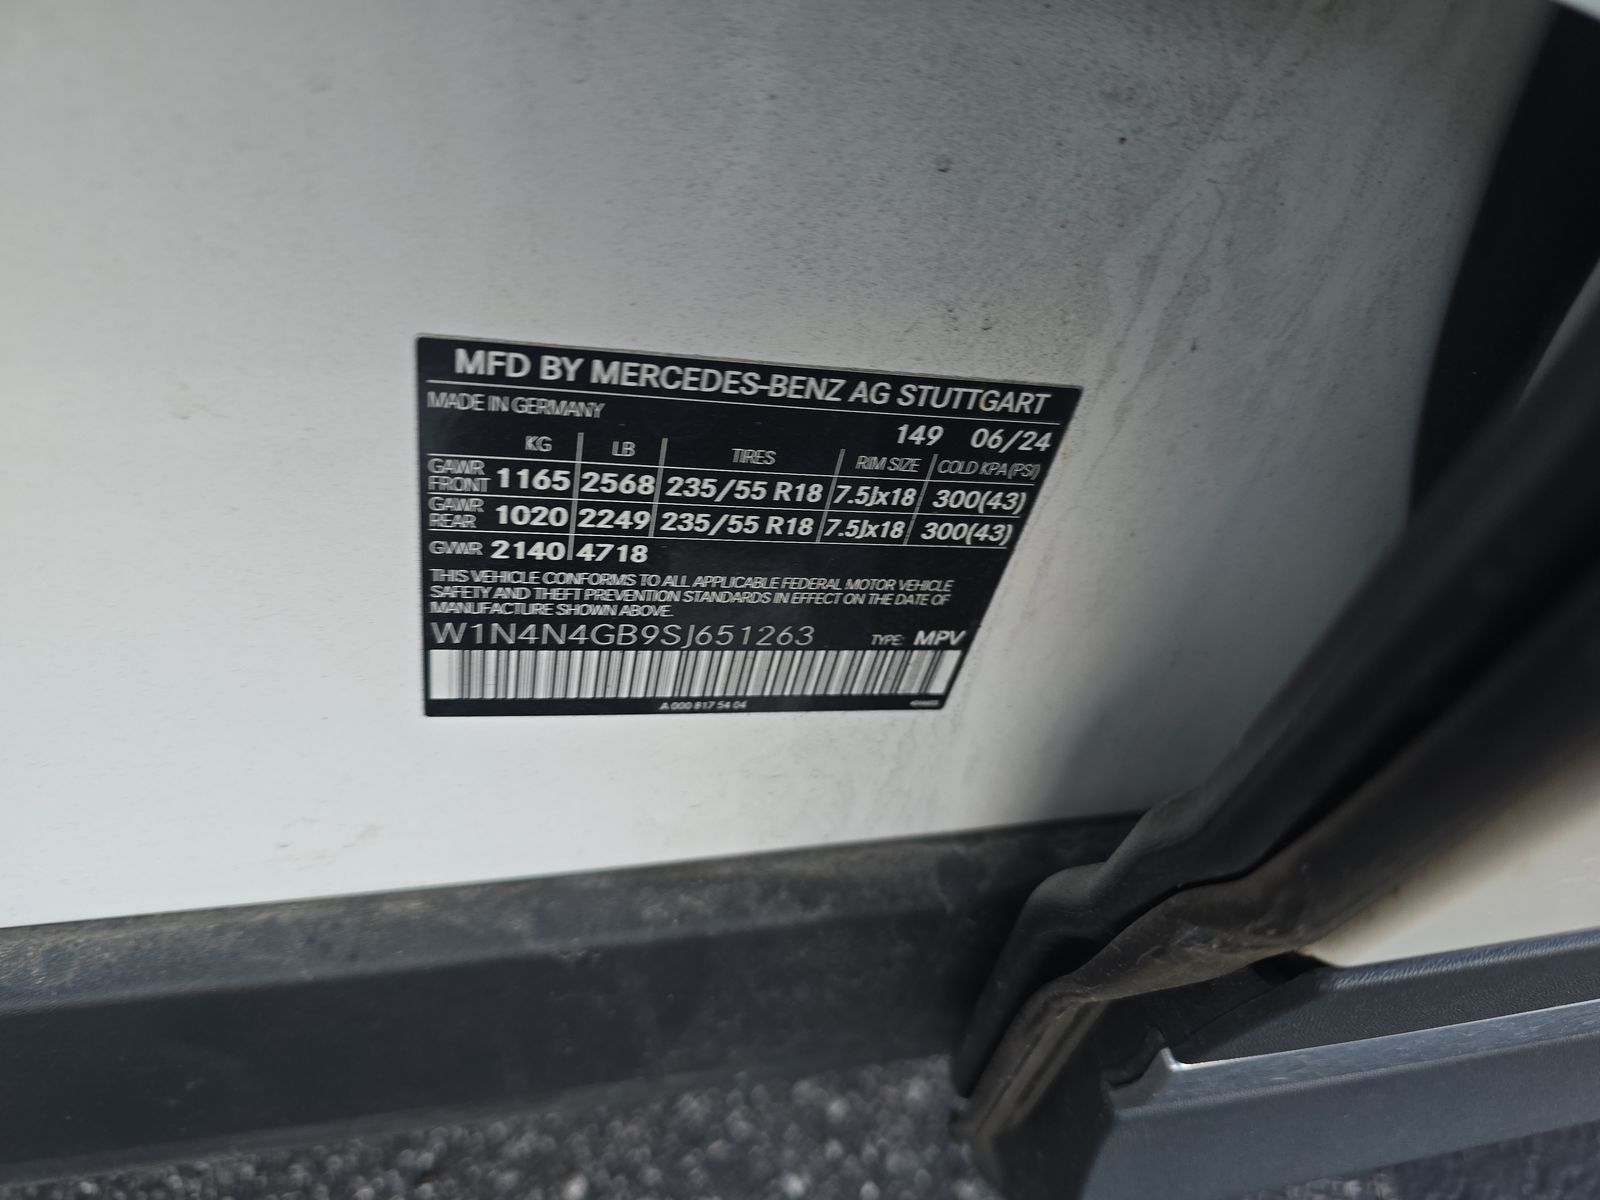 MFD BY MERCEDES-BENZ AG STUTTGART
MADE IN GERMANY
149 06/24
KG LB TIRES RIM SIZE COLD KPA (PSI)
GAWR FRONT 1165 2568 235/55 R18 7.5Jx18 300(43)
GAWR REAR 1020 2249 235/55 R18 7.5Jx18 300(43)
GVWR 2140 4718
THIS VEHICLE CONFORMS TO ALL APPLICABLE FEDERAL MOTOR VEHICLE
SAFETY AND THEFT PREVENTION STANDARDS IN EFFECT ON THE DATE OF
MANUFACTURE SHOWN ABOVE.
W1N4N4GB9SJ651263 TYPE: MPV
A 000 817 54 04